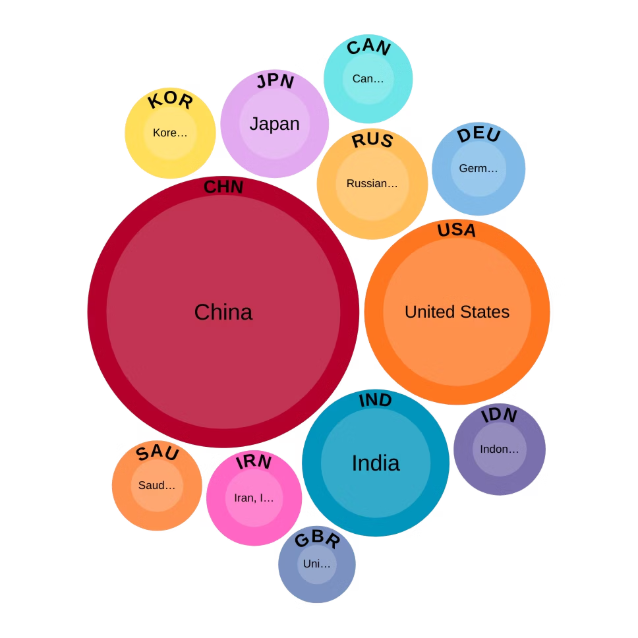 CAN
Can...
JPN
Japan
KOR
Kore...
RUS
Russian...
DEU
Germ...
CHN
China
USA
United States
IND
India
IDN
Indon...
SAU
Saud...
IRN
Iran, I...
GBR
Uni...